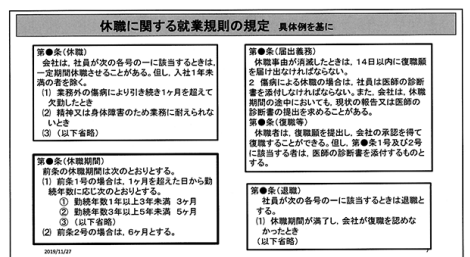 休職に関する就業規則の規定 具体例を基に
第●条(休職)
会社は、社員が次の各号の一に該当するときは、
一定期間休職させることがある。但し、入社1年未
満の者を除く。
(1) 業務外の傷病により引き続き1ヶ月を超えて
欠勤したとき
(2) 精神又は身体障害のため業務に耐えられな
いとき
(3) (以下省略)
第●条(休職期間)
前条の休職期間は次のとおりとする。
(1) 前条1号の場合は、1ヶ月を超えた日から勤
続年数に応じ次のとおりとする。
① 勤続年数1年以上3年未満 3ヶ月
② 勤続年数3年以上5年未満 5ヶ月
③ (以下省略)
(2) 前条2号の場合は、6ヶ月とする。
第●条(届出義務)
休職事由が消滅したときは、14日以内に復職願
を届け出なければならない。
2 傷病による休職の場合は、社員は医師の診断
書を添付しなければならない。また、会社は、休職
期間の途中においても、現状の報告又は医師の
診断書の提出を求めることがある。
第●条(復職等)
休職者は、復職願を提出し、会社の承認を得て
復職することができる。但し、第●条1号及び2号
に該当する者は、医師の診断書を添付するものと
する。
第●条(退職)
社員が次の各号の一に該当するときは退職と
する。
(1) 休職期間が満了し、会社が復職を認めな
かったとき
(以下省略)
2019/11/27